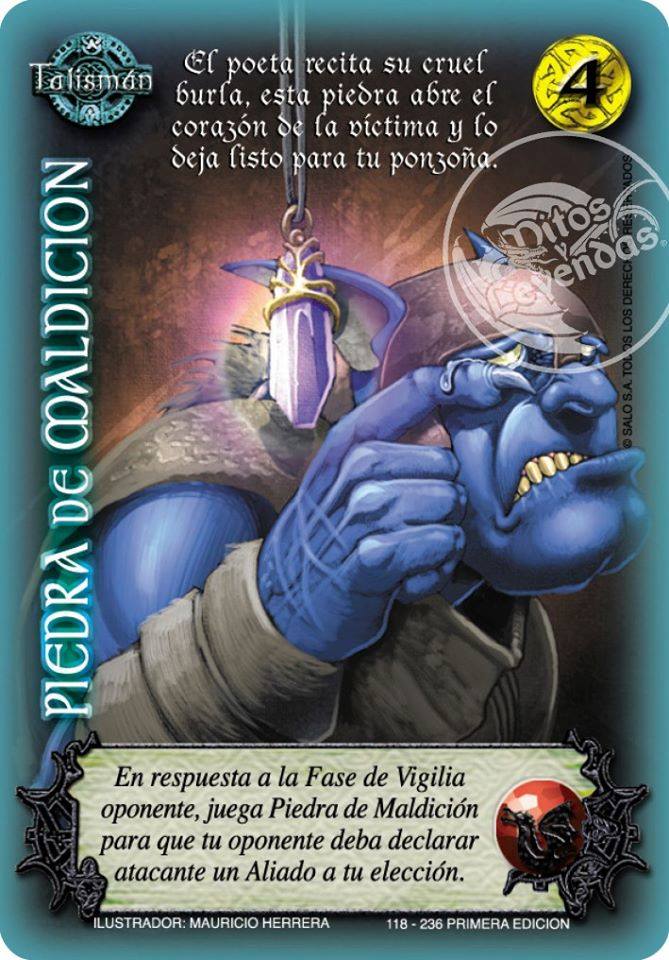 Talismán
El poeta recita su cruel
burla, esta piedra abre el
corazón de la víctima y lo
deja listo para tu ponzoña.
4
Mitos
y
Leyendas
PIEDRA DE MALDICION
© SALO S.A. TODOS LOS DERECHOS RESERVADOS
En respuesta a la Fase de Vigilia
oponente, juega Piedra de Maldición
para que tu oponente deba declarar
atacante un Aliado a tu elección.
ILUSTRADOR: MAURICIO HERRERA
118 - 236 PRIMERA EDICION